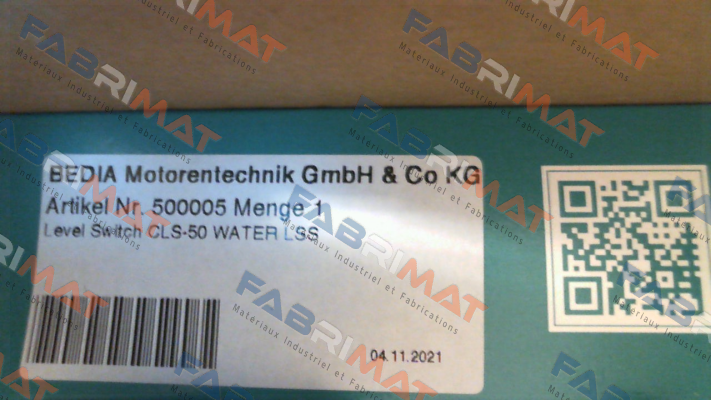 BEDIA Motorentechnik GmbH & Co KG
Artikel Nr. 500005 Menge 1
Level Switch CLS-50 WATER LSS
04.11.2021
FABRIMAT
Materiaux Industriel et Fabrications